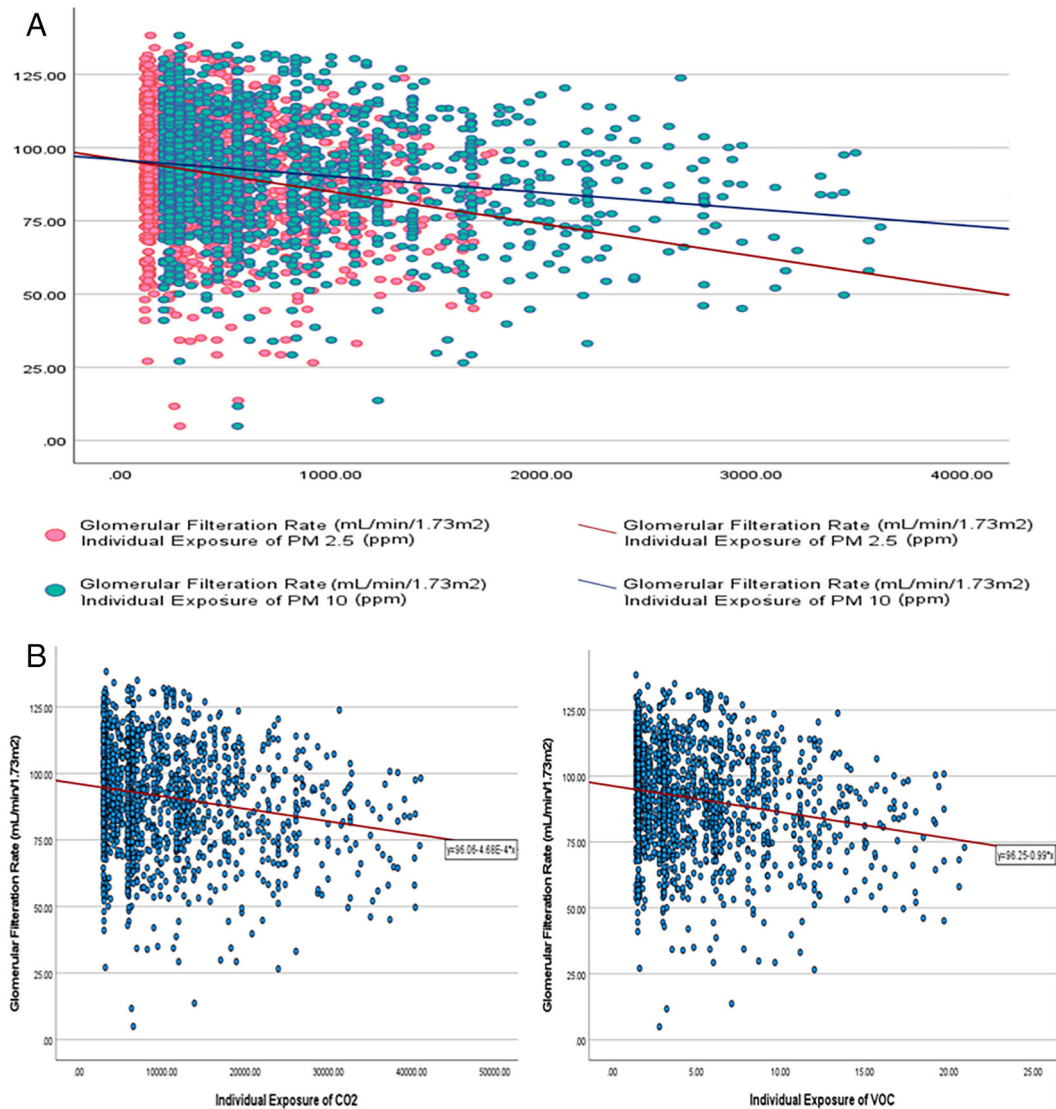 A
125.00
100.00
75.00
50.00
25.00
.00
.00 1000.00 2000.00 3000.00 4000.00
Glomerular Filteration Rate (mL/min/1.73m2)
Individual Exposure of PM 2.5 (ppm)
Glomerular Filteration Rate (mL/min/1.73m2)
Individual Exposure of PM 2.5 (ppm)
Glomerular Filteration Rate (mL/min/1.73m2)
Individual Exposure of PM 10 (ppm)
Glomerular Filteration Rate (mL/min/1.73m2)
Individual Exposure of PM 10 (ppm)
B
Glomerular Filteration Rate (mL/min/1.73m2)
125.00
100.00
75.00
50.00
25.00
.00
y=96.06-4.68E-4*x
.00 10000.00 20000.00 30000.00 40000.00 50000.00
Individual Exposure of CO2
Glomerular Filteration Rate (mL/min/1.73m2)
125.00
100.00
75.00
50.00
25.00
.00
y=96.25-0.99*x
.00 5.00 10.00 15.00 20.00 25.00
Individual Exposure of VOC